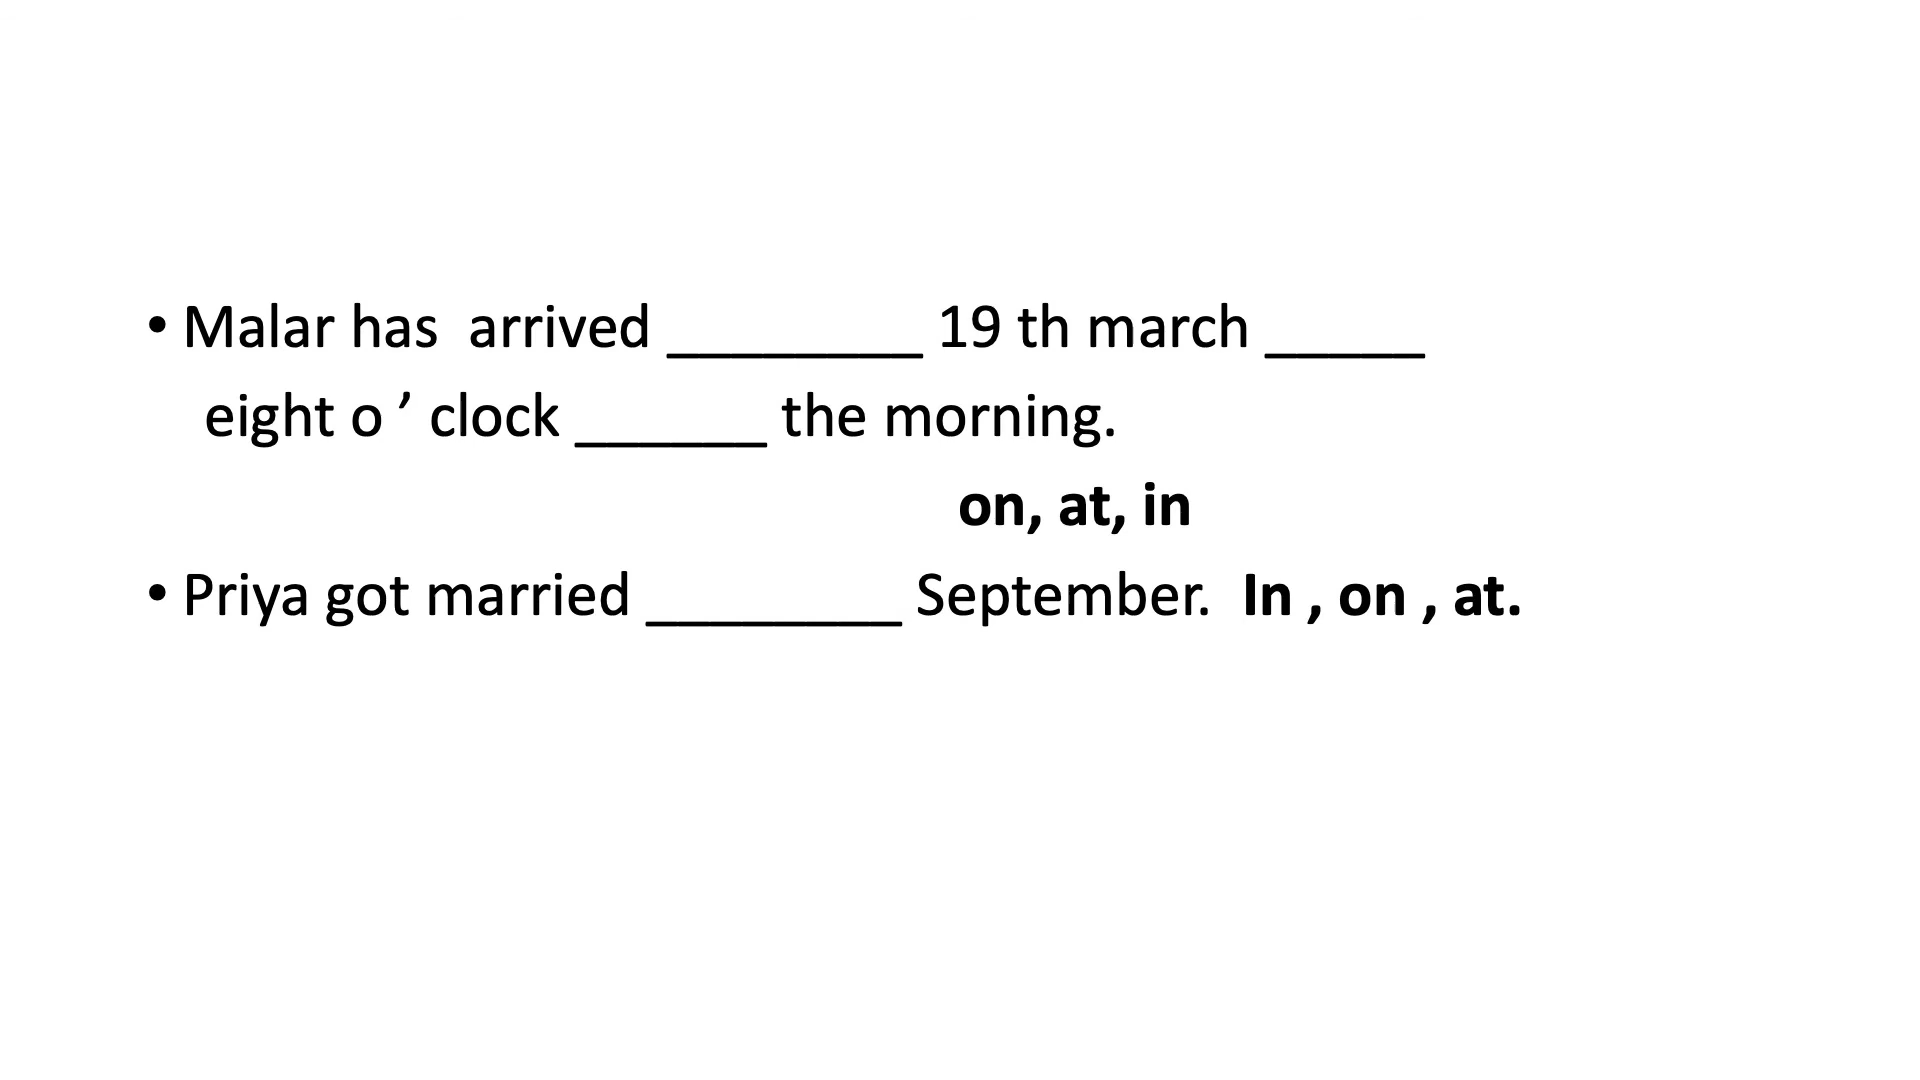 • Malar has  arrived ________ 19 th march _____
eight o ’ clock ______ the morning.
on, at, in
• Priya got married ________ September.  In , on , at.